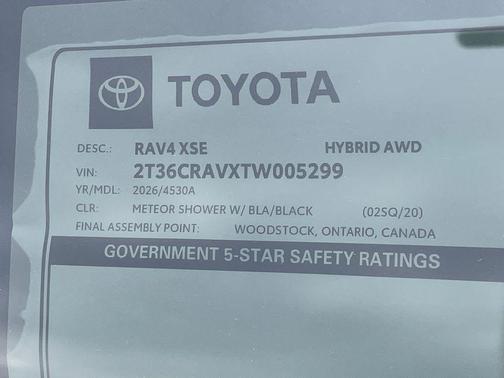 TOYOTA
DESC.: RAV4 XSE HYBRID AWD
VIN: 2T36CRAVXTW005299
YR/MDL: 2026/4530A
CLR: METEOR SHOWER W/ BLA/BLACK (02SQ/20)
FINAL ASSEMBLY POINT: WOODSTOCK, ONTARIO, CANADA
GOVERNMENT 5-STAR SAFETY RATINGS